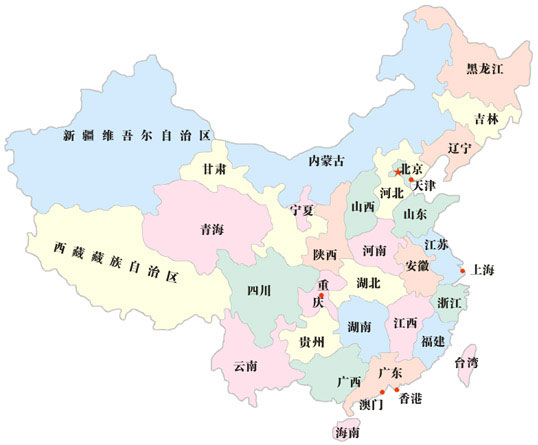 黑龙江
吉林
辽宁
新疆维吾尔自治区
内蒙古
甘肃
北京
天津
河北
山西
山东
宁夏
青海
西藏藏族自治区
陕西
河南
江苏
安徽
上海
四川
重庆
湖北
浙江
湖南
江西
贵州
福建
云南
台湾
广西
广东
澳门
香港
海南